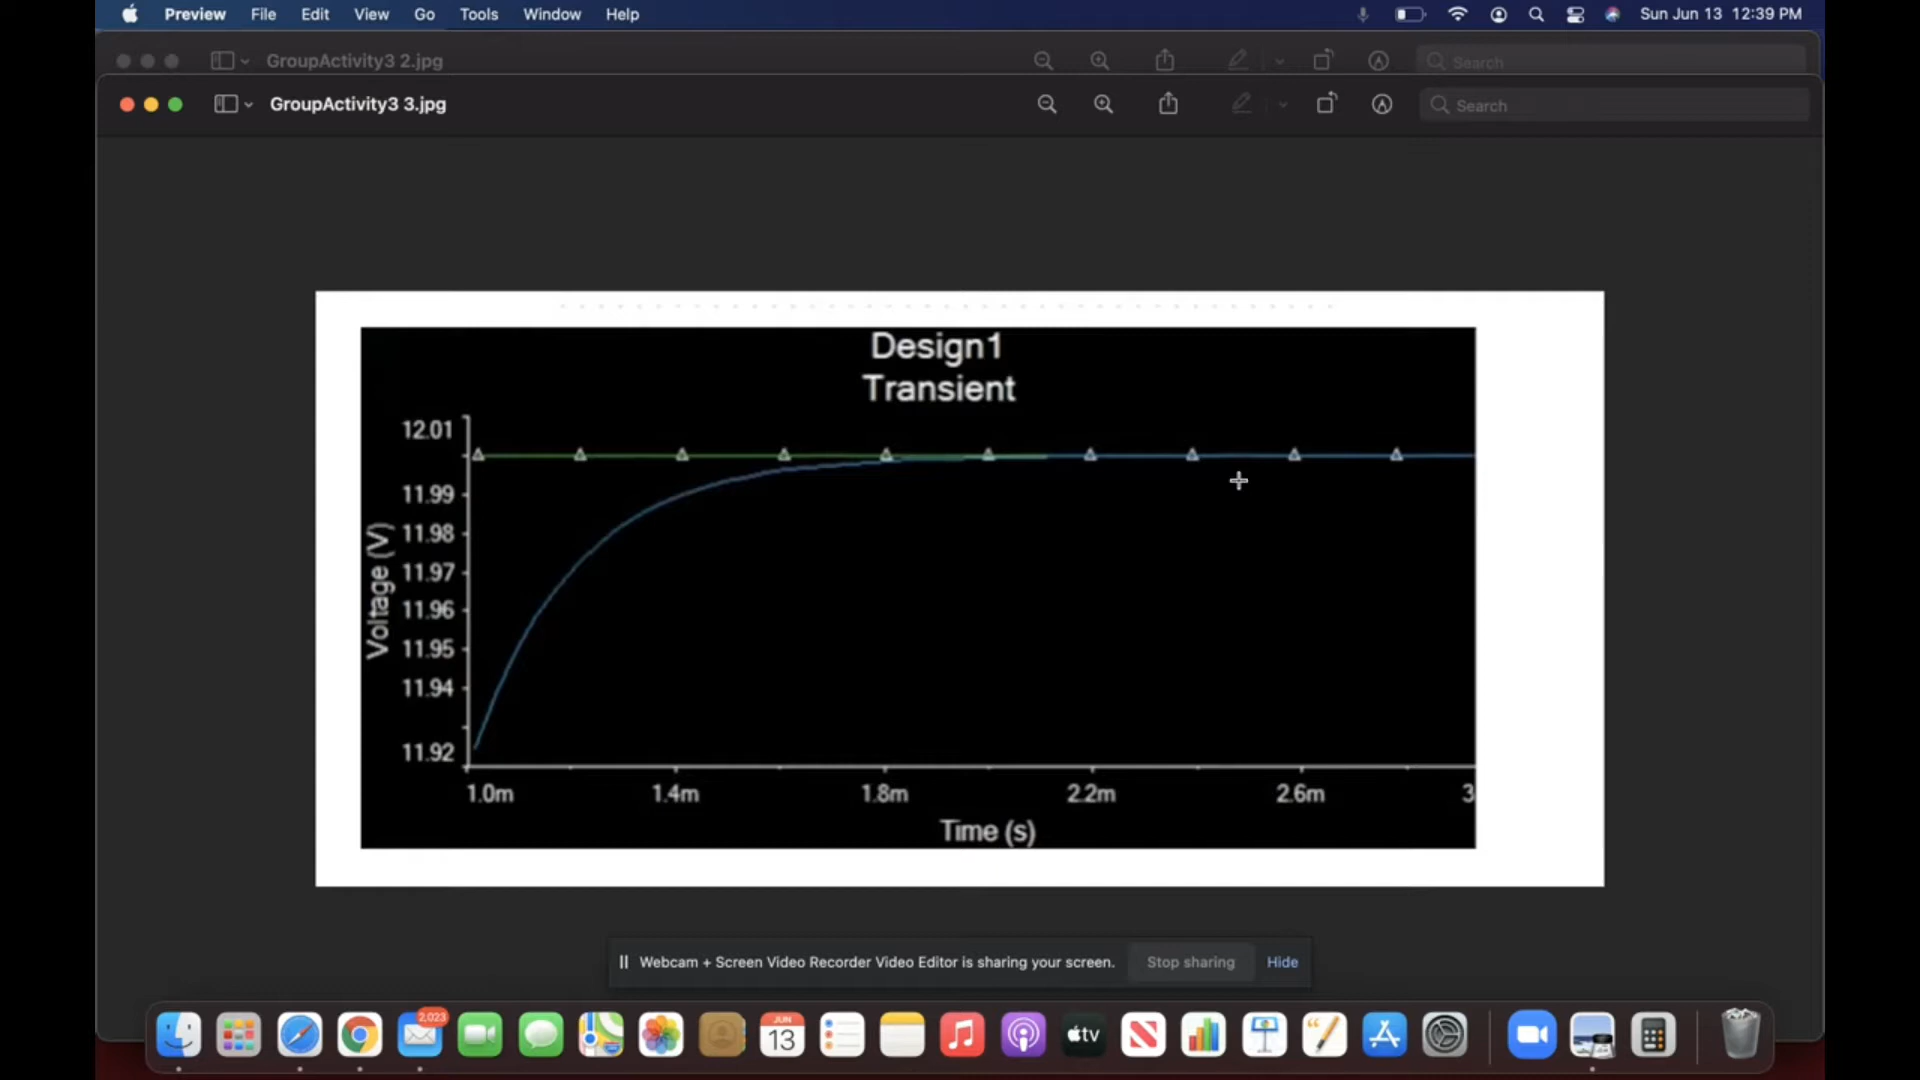 Preview File Edit View Go Tools Window Help Sun Jun 13 12:39 PM
GroupActivity3 2.jpg Search
GroupActivity3 3.jpg Search
Design1
Transient
12.01
11.99
11.98
11.97
11.96
11.95
11.94
11.92
Voltage (V)
1.0m 1.4m 1.8m 2.2m 2.6m 3
Time (s)
Webcam + Screen Video Recorder Video Editor is sharing your screen. Stop sharing Hide
2,023
JUN
13
tv